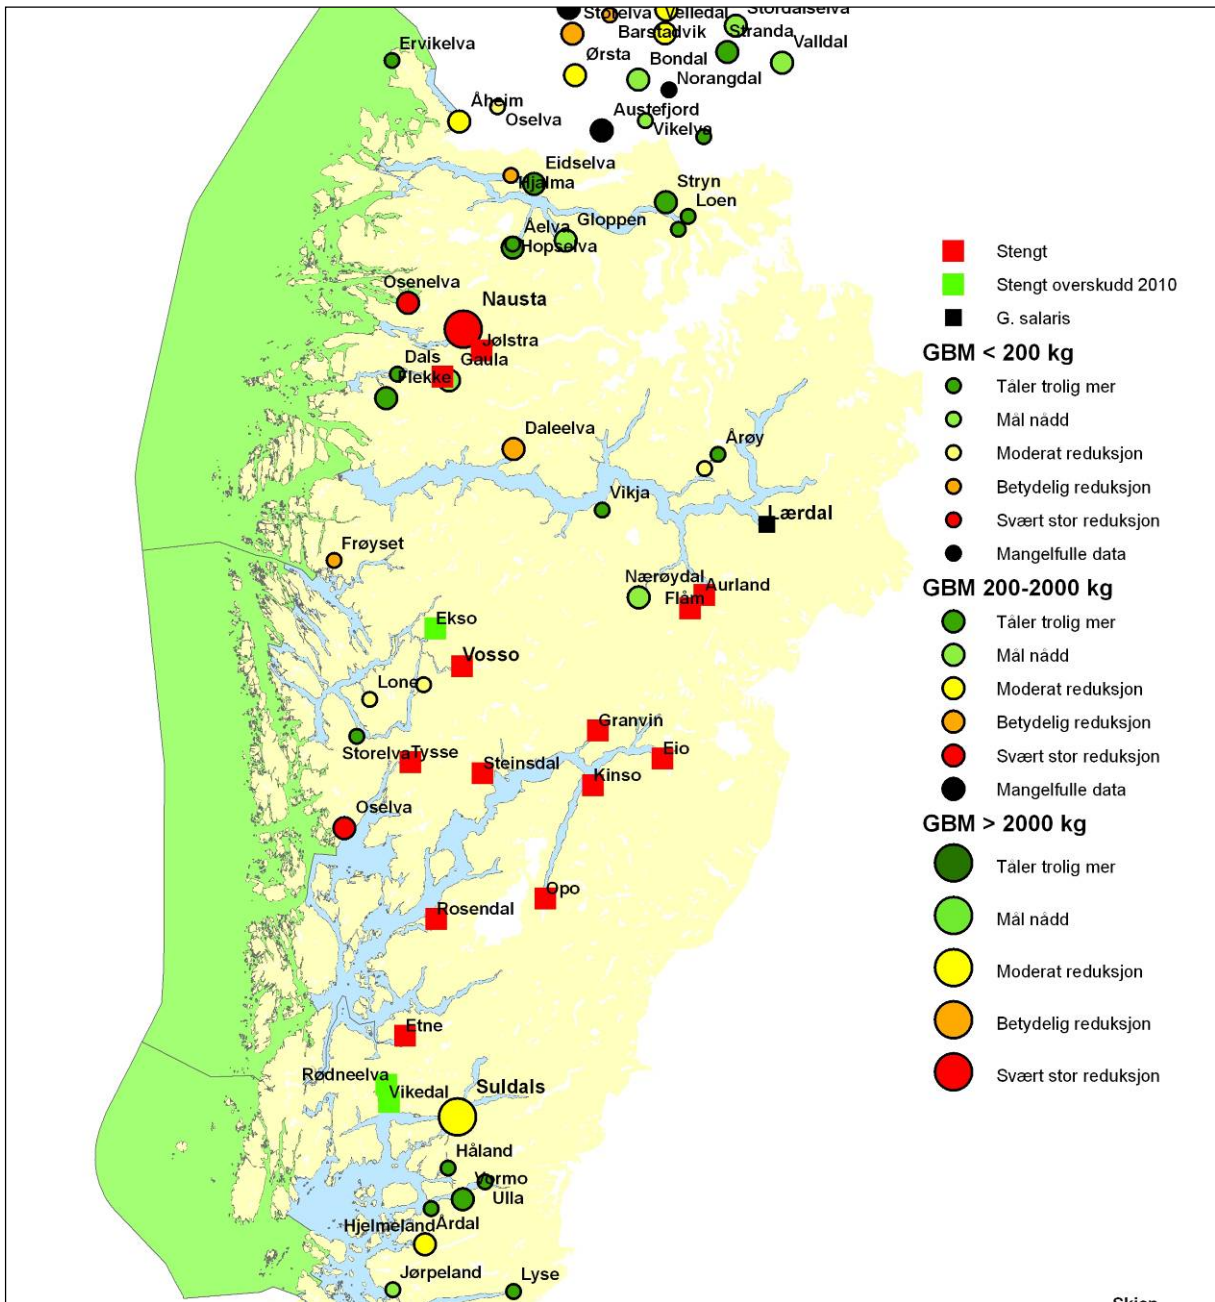 Stordalselva
Storelva
Velledal
Barstadvik
Stranda
Ervikelva
Valldal
Ørsta
Bondal
Norangdal
Åheim
Oselva
Austefjord
Vikelva
Eidselva
Hjalma
Stryn
Loen
Åelva
Gloppen
Hopselva
Osenelva
Nausta
Jølstra
Dals
Gaula
Flekke
Daleelva
Årøy
Vikja
Lærdal
Frøyset
Nærøydal
Aurland
Flåm
Ekso
Vosso
Lone
Granvin
Storelva
Tysse
Eio
Steinsdal
Kinso
Oselva
Opo
Rosendal
Etne
Rødneelva
Vikedal
Suldals
Håland
Vormo
Ulla
Hjelmeland
Årdal
Jørpeland
Lyse
Stengt
Stengt overskudd 2010
G. salaris
GBM < 200 kg
Tåler trolig mer
Mål nådd
Moderat reduksjon
Betydelig reduksjon
Svært stor reduksjon
Mangelfulle data
GBM 200-2000 kg
Tåler trolig mer
Mål nådd
Moderat reduksjon
Betydelig reduksjon
Svært stor reduksjon
Mangelfulle data
GBM > 2000 kg
Tåler trolig mer
Mål nådd
Moderat reduksjon
Betydelig reduksjon
Svært stor reduksjon